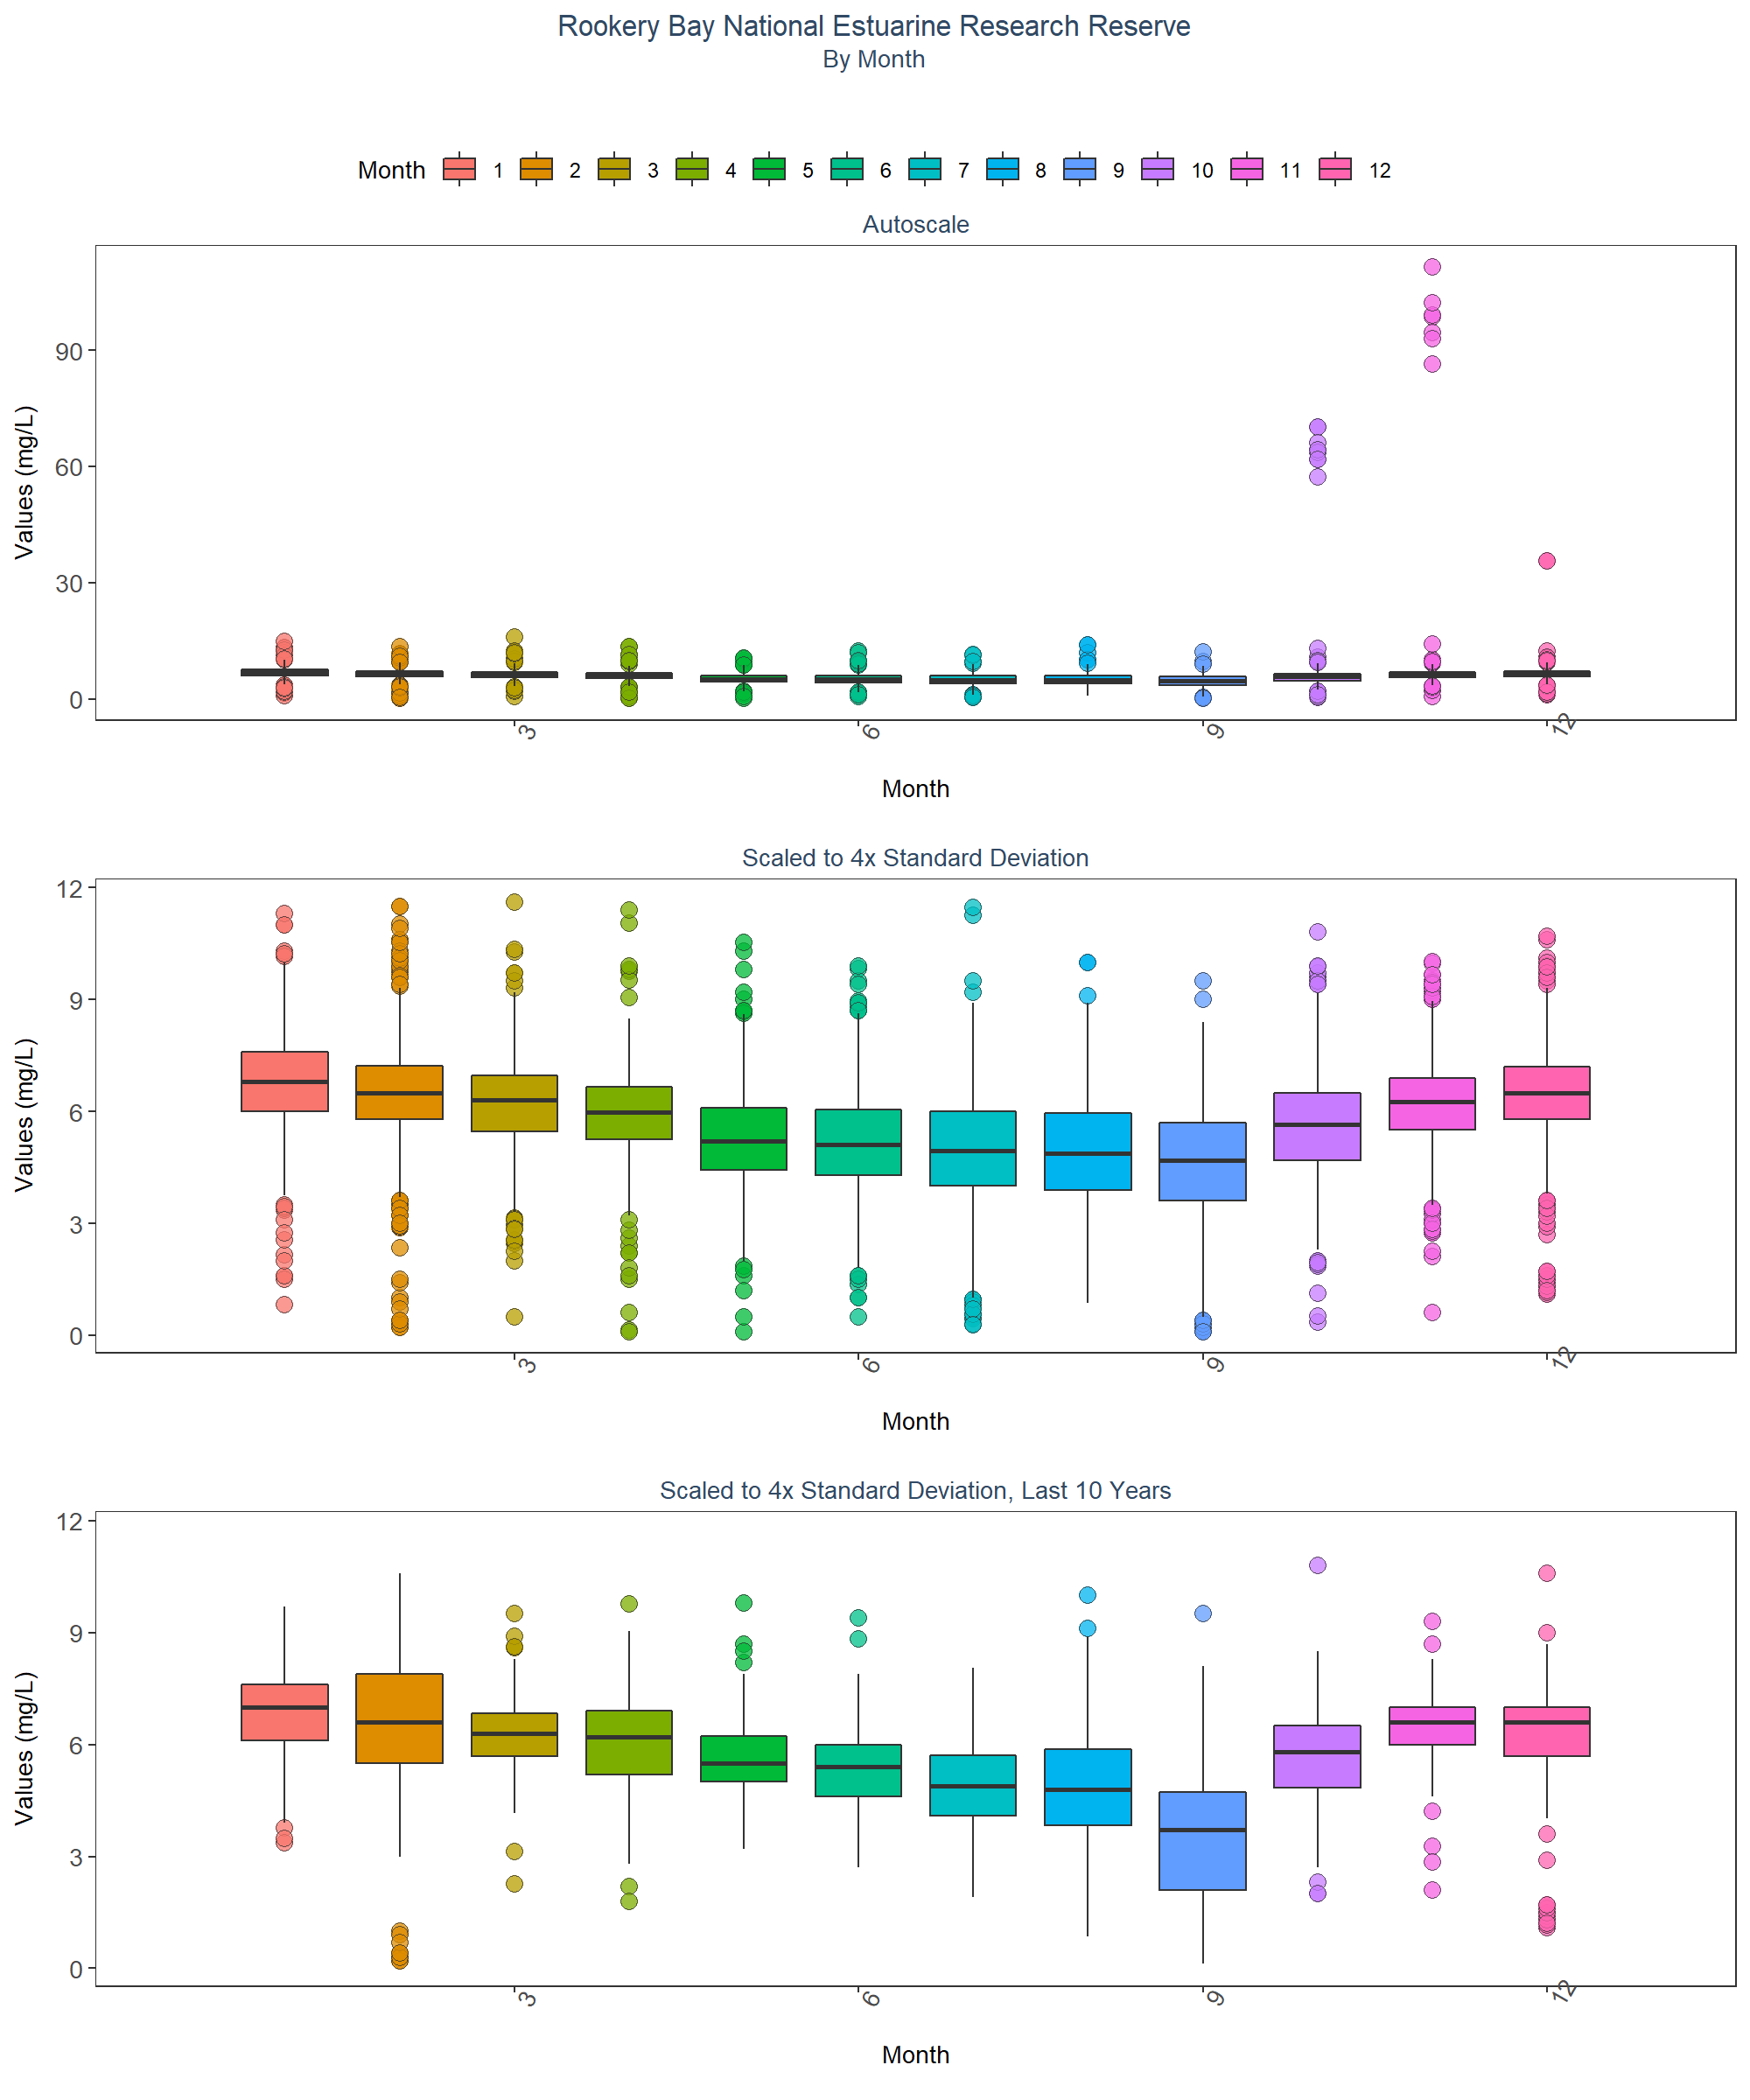 Rookery Bay National Estuarine Research Reserve
By Month
Month 1 2 3 4 5 6 7 8 9 10 11 12
Autoscale
Values (mg/L)
90
60
30
0
3 6 9 12
Month
Scaled to 4x Standard Deviation
Values (mg/L)
12
9
6
3
0
3 6 9 12
Month
Scaled to 4x Standard Deviation, Last 10 Years
Values (mg/L)
12
9
6
3
0
3 6 9 12
Month